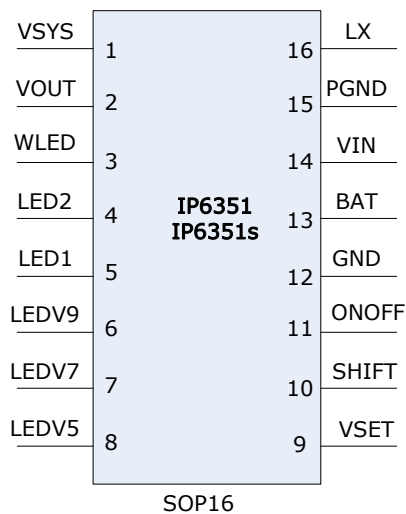 VSYS 1 16 LX
VOUT 2 15 PGND
WLED 3 14 VIN
LED2 4 IP6351 13 BAT
IP6351s
LED1 5 12 GND
LEDV9 6 11 ONOFF
LEDV7 7 10 SHIFT
LEDV5 8 9 VSET
SOP16